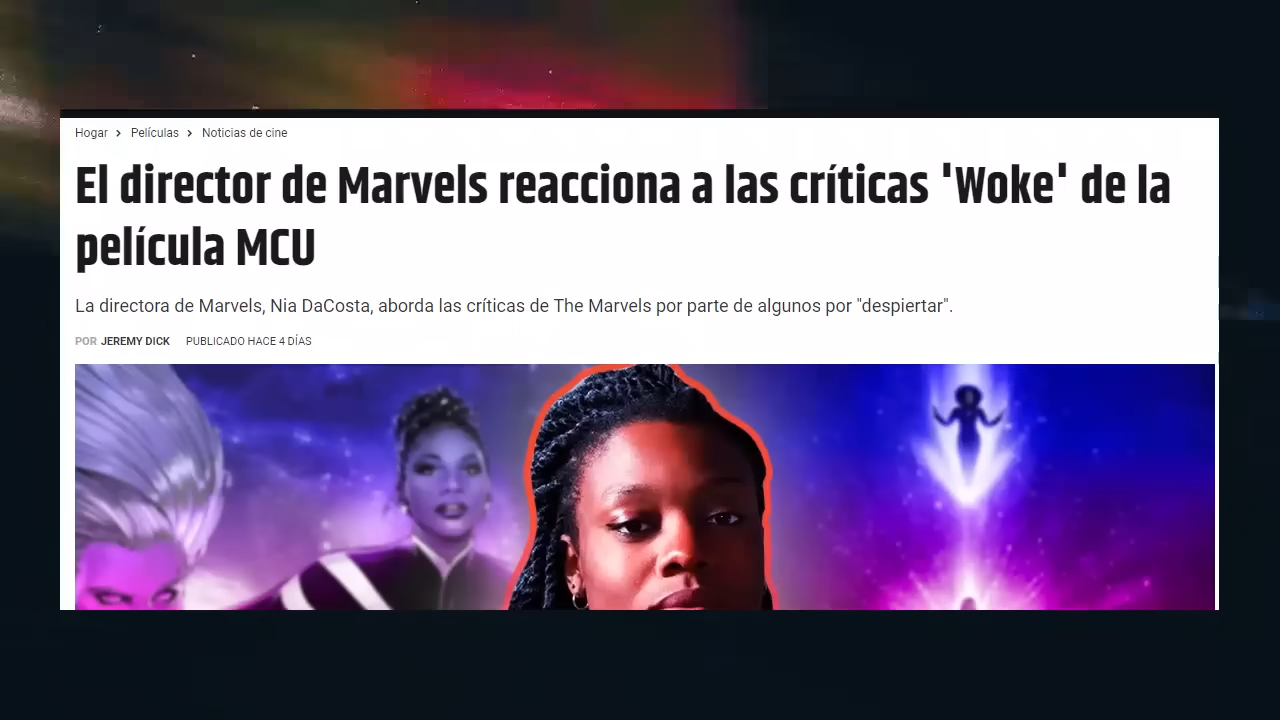 Hogar > Películas > Noticias de cine
El director de Marvels reacciona a las críticas 'Woke' de la
película MCU
La directora de Marvels, Nia DaCosta, aborda las críticas de The Marvels por parte de algunos por "despiertar".
POR JEREMY DICK PUBLICADO HACE 4 DÍAS